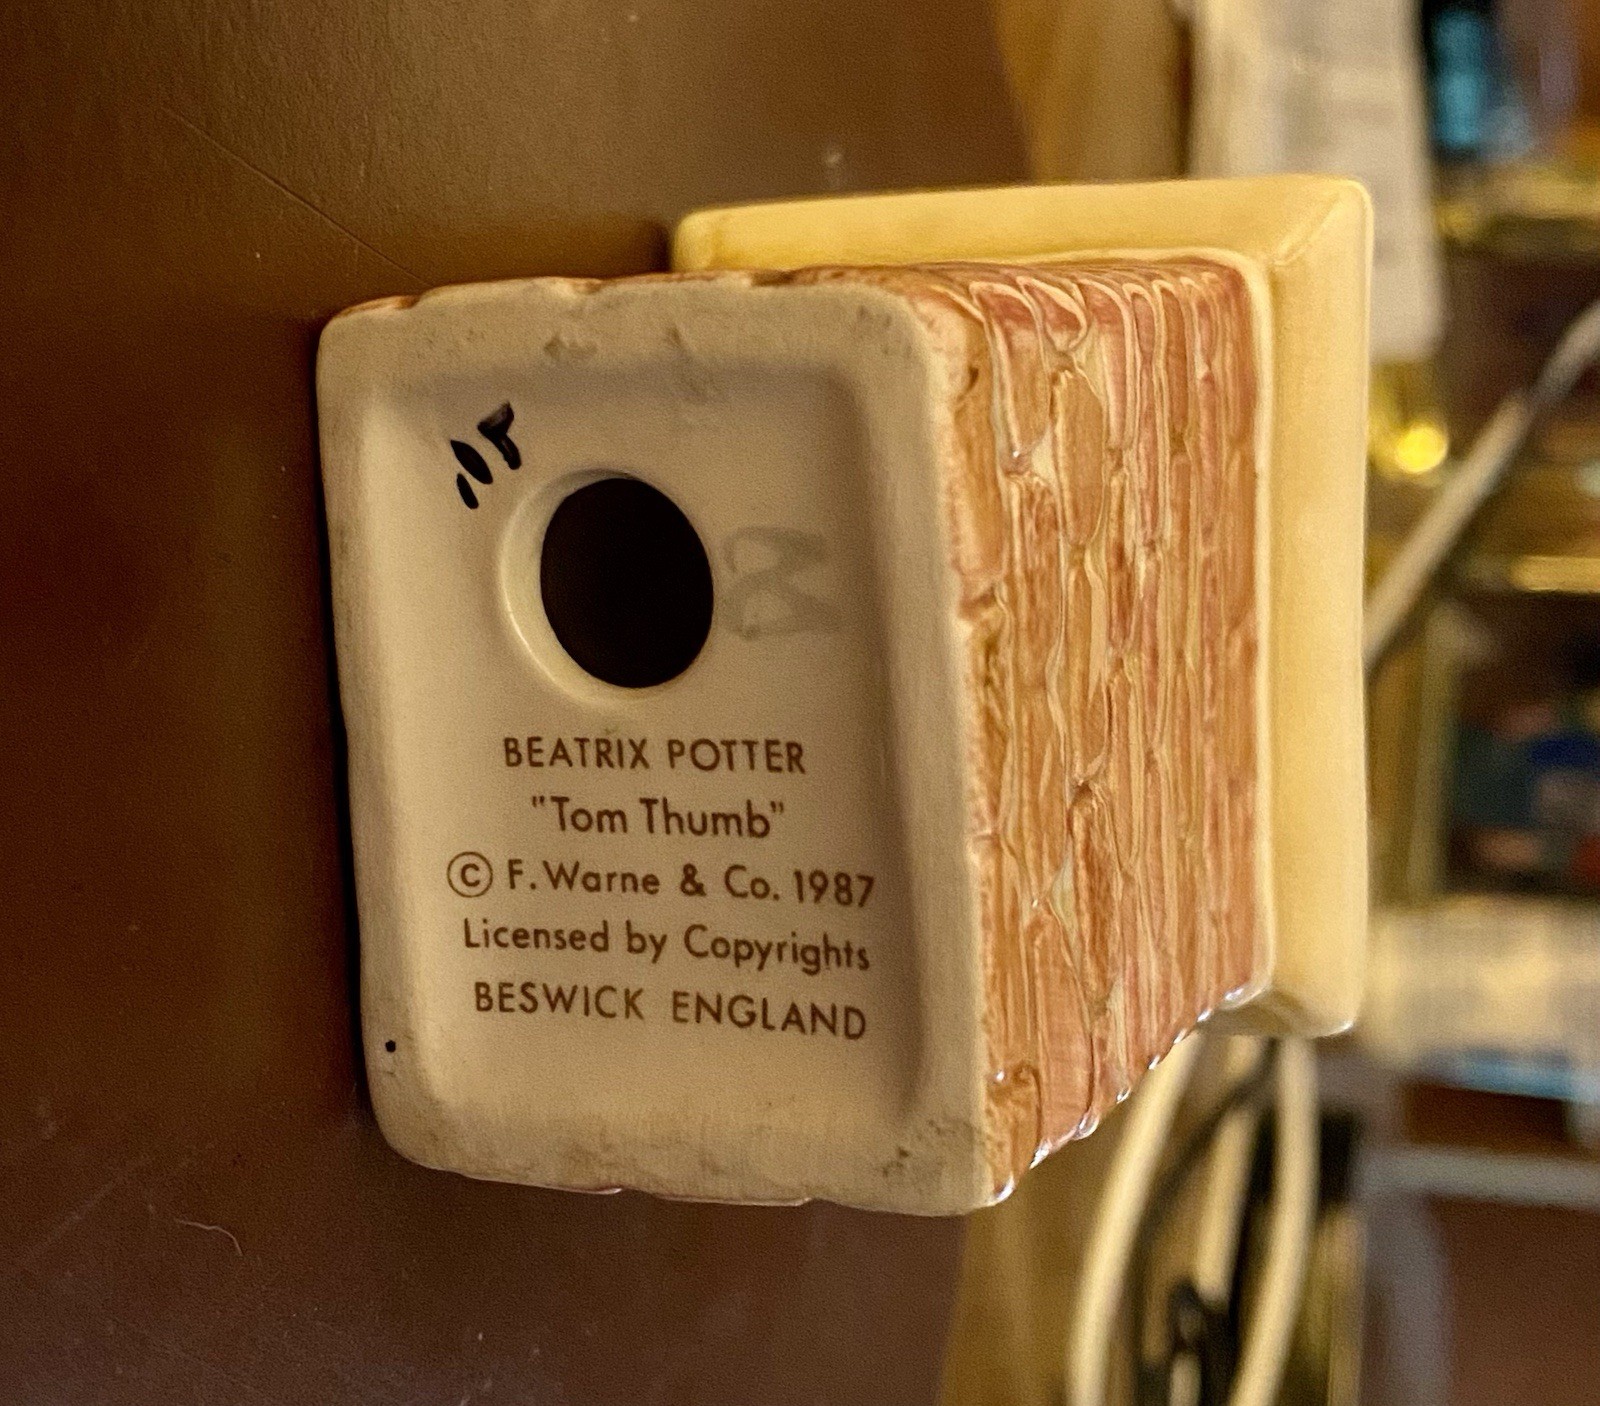 BEATRIX POTTER
"Tom Thumb"
© F. Warne & Co. 1987
Licensed by Copyrights
BESWICK ENGLAND